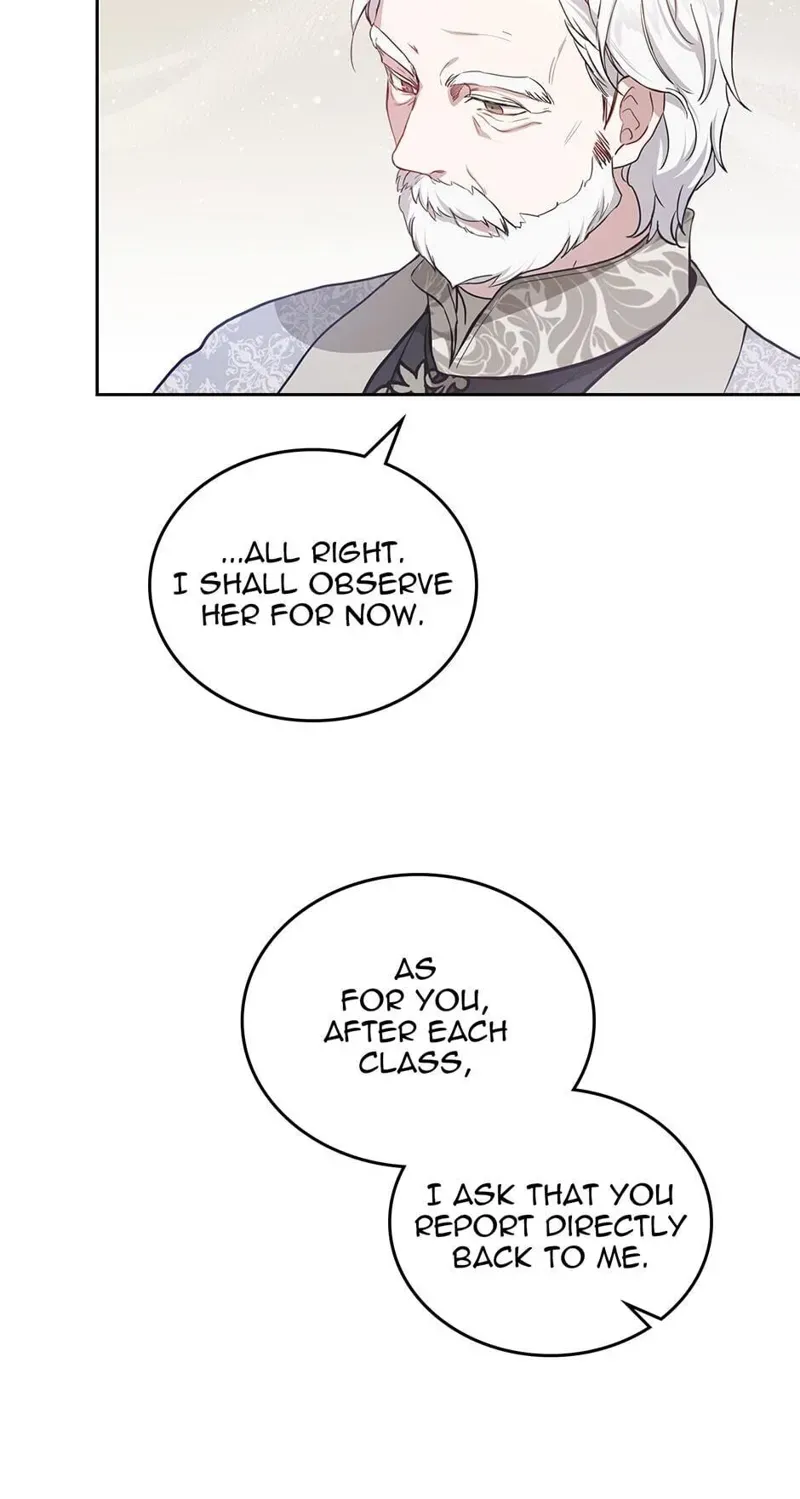 ...ALL RIGHT.
I SHALL OBSERVE
HER FOR NOW.
AS
FOR YOU,
AFTER EACH
CLASS,
I ASK THAT YOU
REPORT DIRECTLY
BACK TO ME.